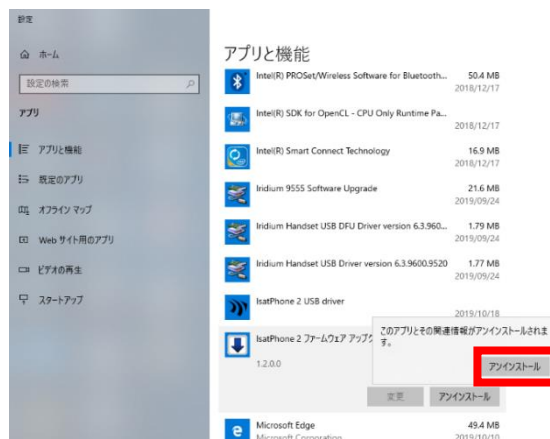 設定
ホーム
設定の検索
アプリ
アプリと機能
既定のアプリ
オフライン マップ
Web サイト用のアプリ
ビデオの再生
スタートアップ
アプリと機能
Intel(R) PROSet/Wireless Software for Bluetooth... 50.4 MB
2018/12/17
Intel(R) SDK for OpenCL - CPU Only Runtime Pa...
2018/12/17
Intel(R) Smart Connect Technology 16.9 MB
2018/12/17
Iridium 9555 Software Upgrade 21.6 MB
2019/09/24
Iridium Handset USB DFU Driver version 6.3.960... 1.79 MB
2019/09/24
Iridium Handset USB Driver version 6.3.9600.9520 1.77 MB
2019/09/24
IsatPhone 2 USB driver
2019/10/18
IsatPhone 2 ファームウェア アップク
1.2.0.0
このアプリとその関連情報がアンインストールされま
す。
アンインストール
変更 アンインストール
Microsoft Edge 49.4 MB
Microsoft Corporation 2019/10/10